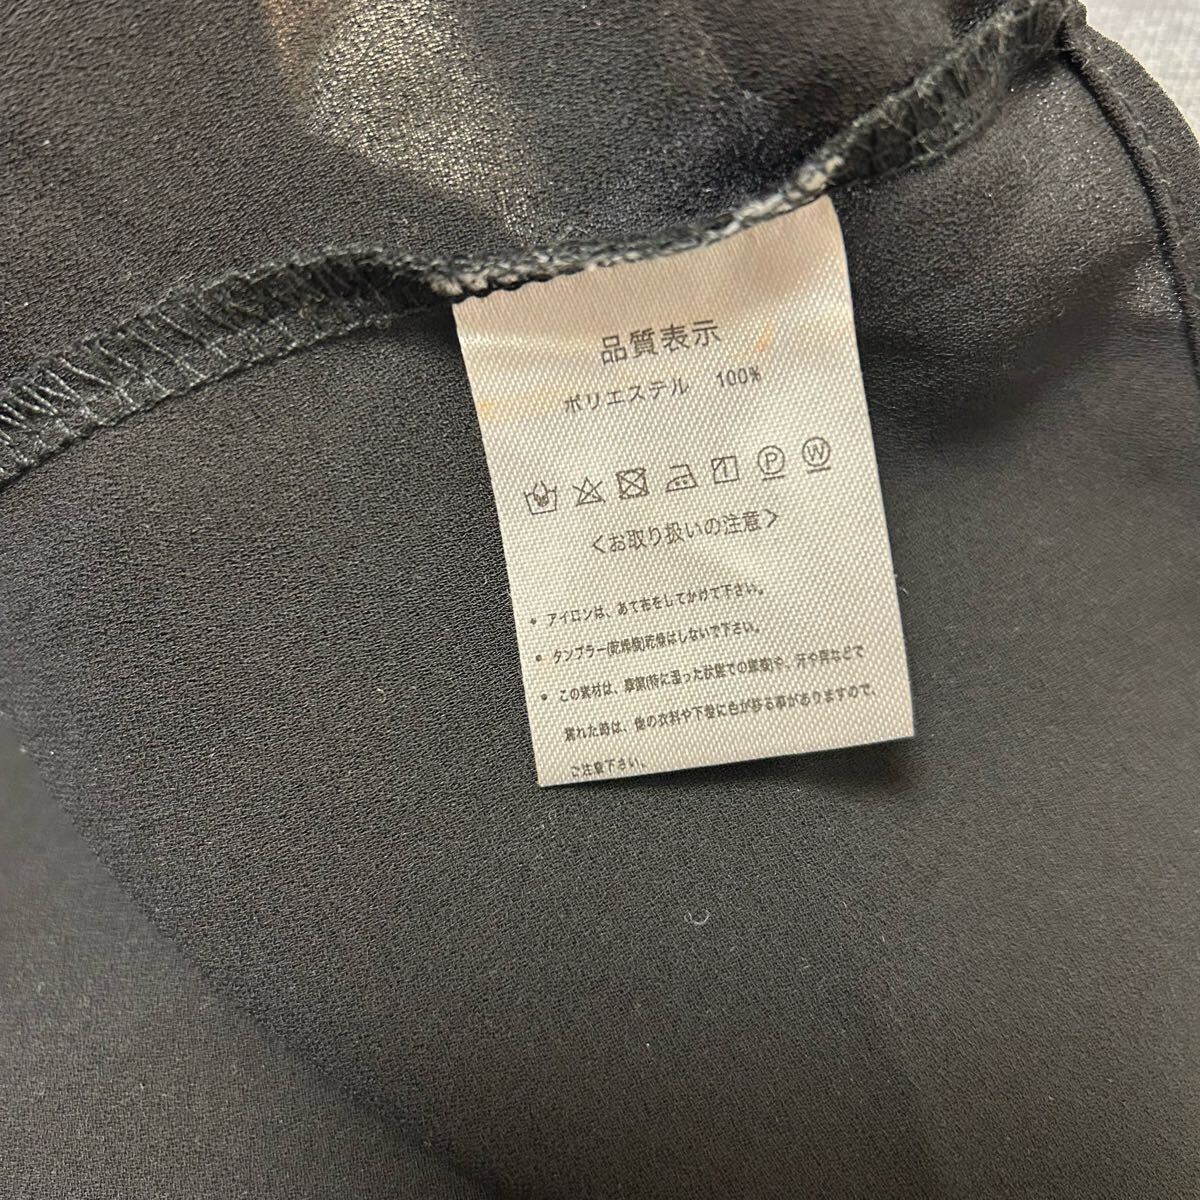 品質表示
ポリエステル 100%
P W
<お取り扱いの注意>
• アイロンは、あて布をしてかけて下さい。
• タンブラー(乾燥機)乾燥はしないで下さい。
• この素材は、摩擦(特に湿った状態での摩擦)や、汗や雨などで
濡れた時は、他の衣料や下着に色が移る事がありますので、
ご注意下さい。